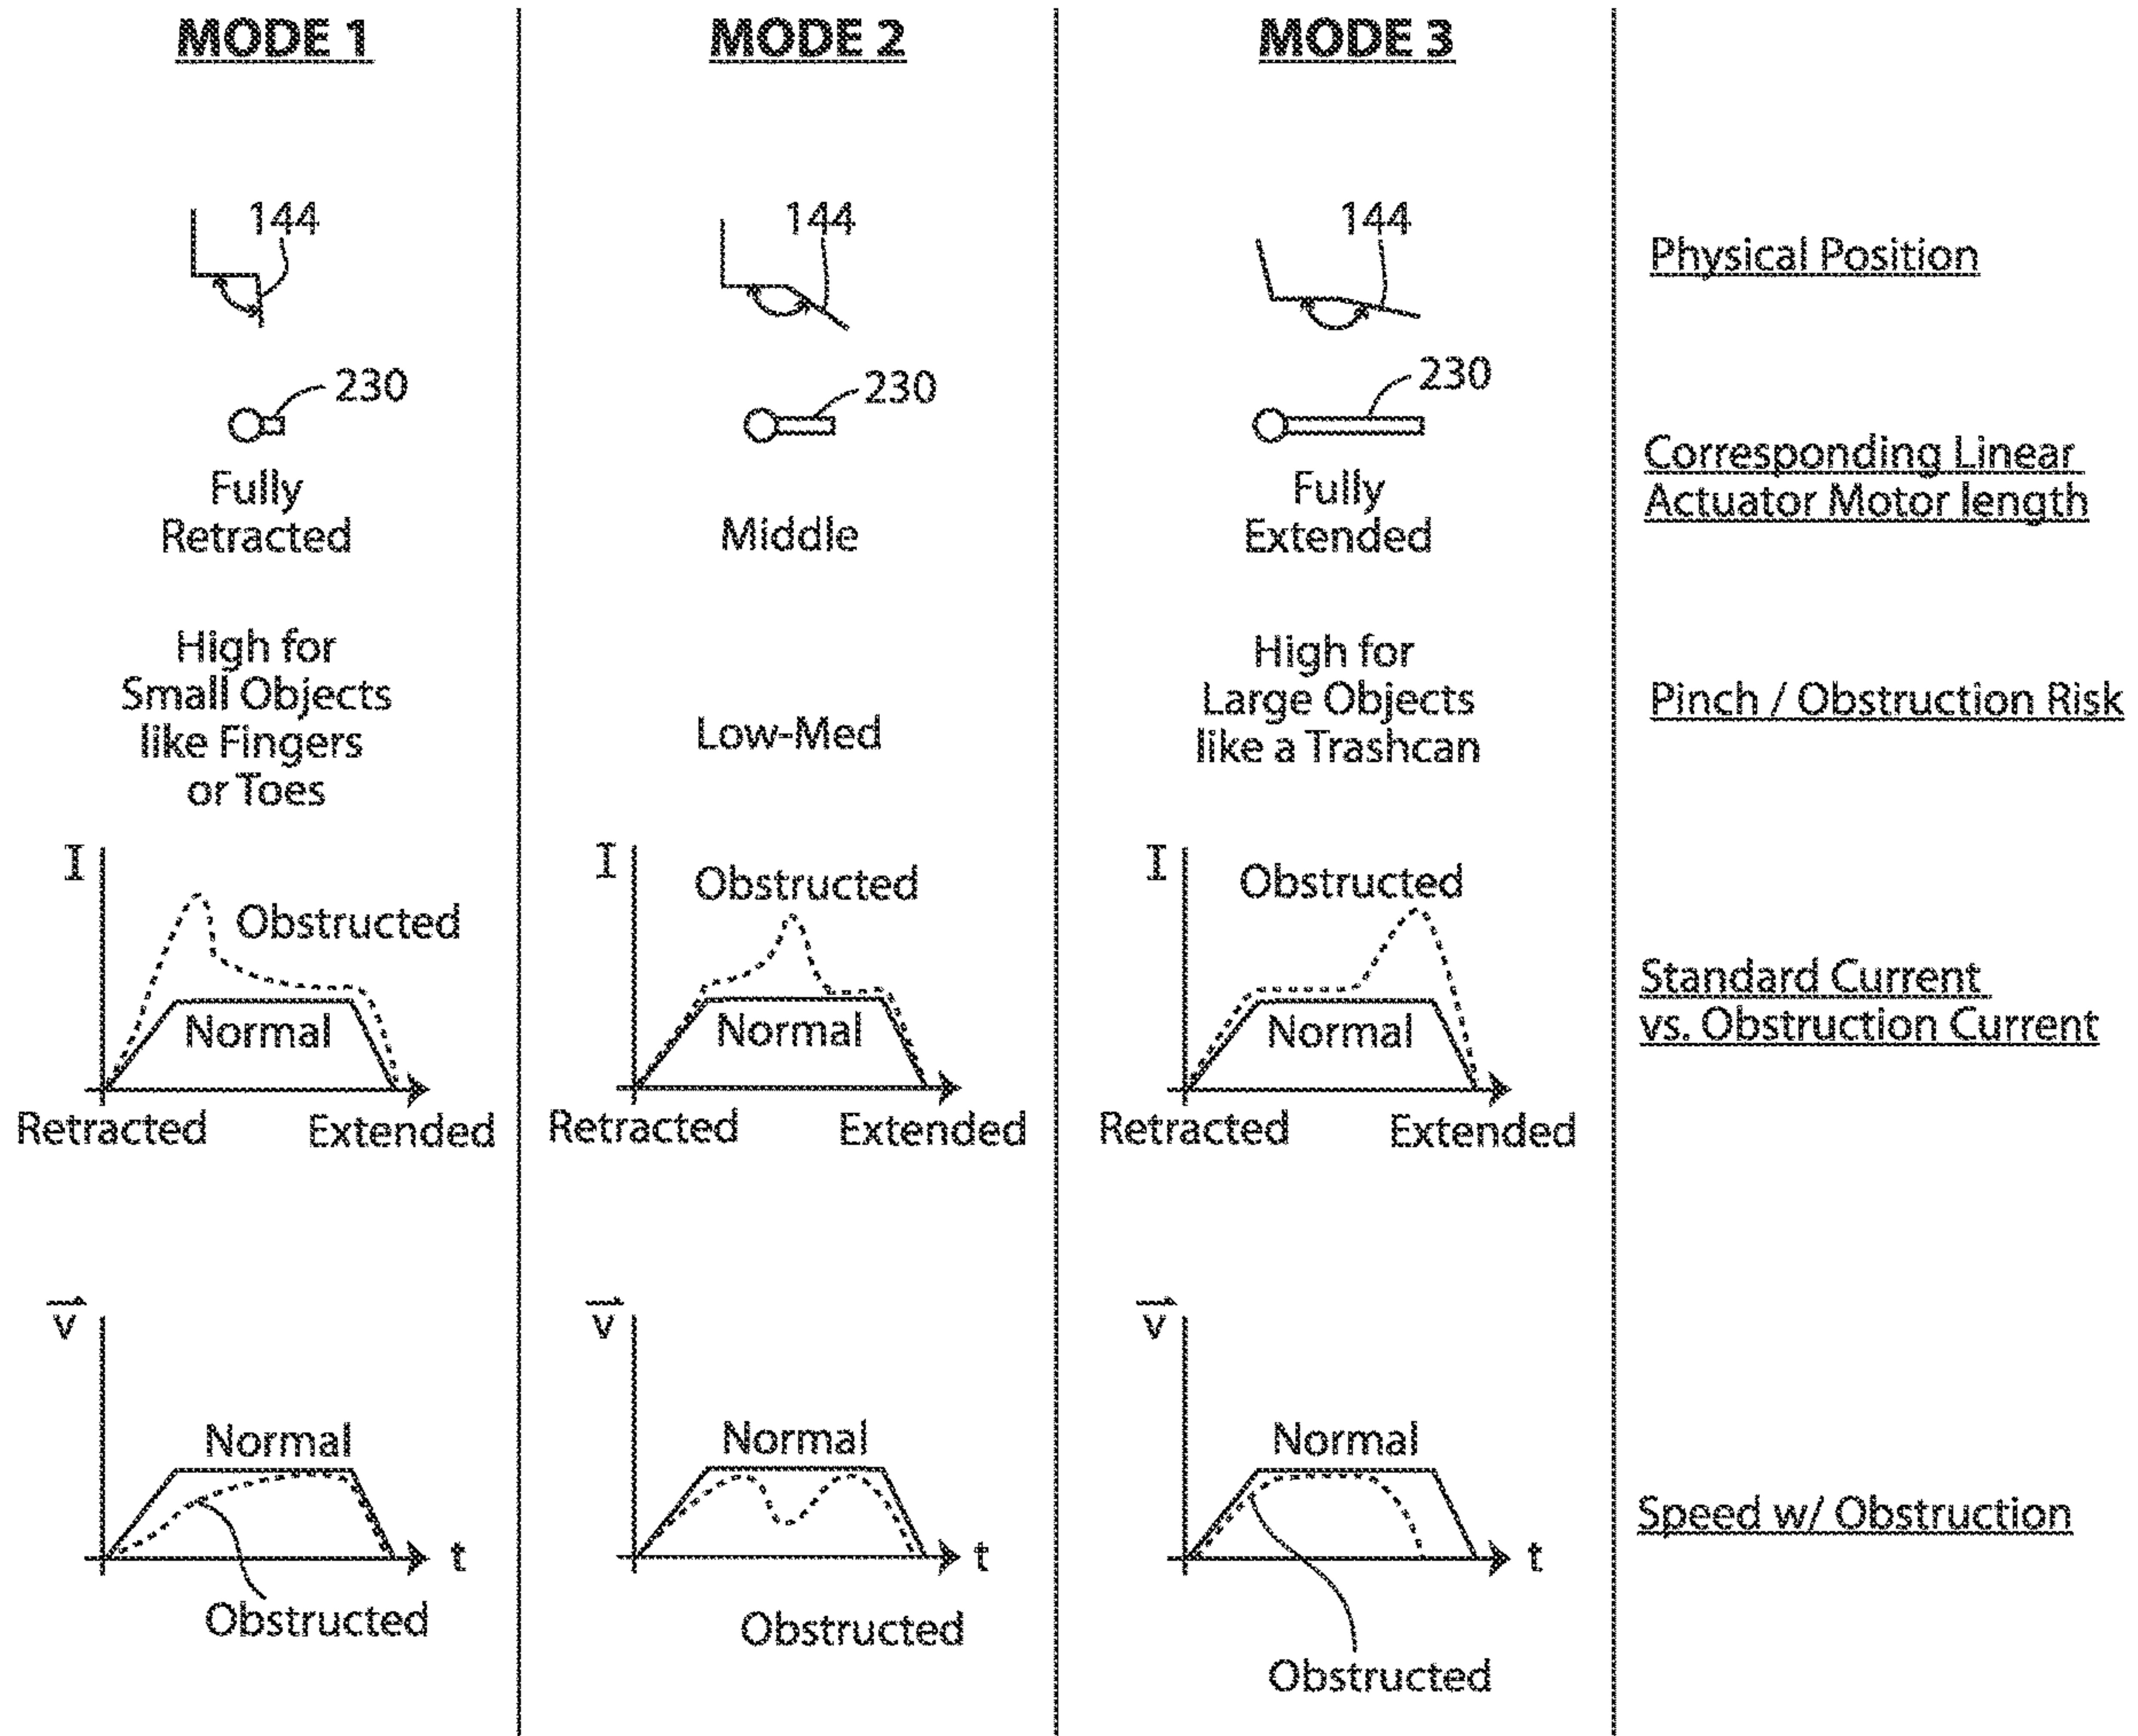 MODE 1
MODE 2
MODE 3
144
144
144
Physical Position
230
230
230
Fully
Retracted
Middle
Fully
Extended
Corresponding Linear
Actuator Motor length
High for
Small Objects
like Fingers
or Toes
Low-Med
High for
Large Objects
like a Trashcan
Pinch / Obstruction Risk
I
Obstructed
Normal
Retracted
Extended
I
Obstructed
Normal
Retracted
Extended
I
Obstructed
Normal
Retracted
Extended
Standard Current
vs. Obstruction Current
v
Normal
t
Obstructed
v
Normal
t
Obstructed
v
Normal
t
Obstructed
Speed w/ Obstruction